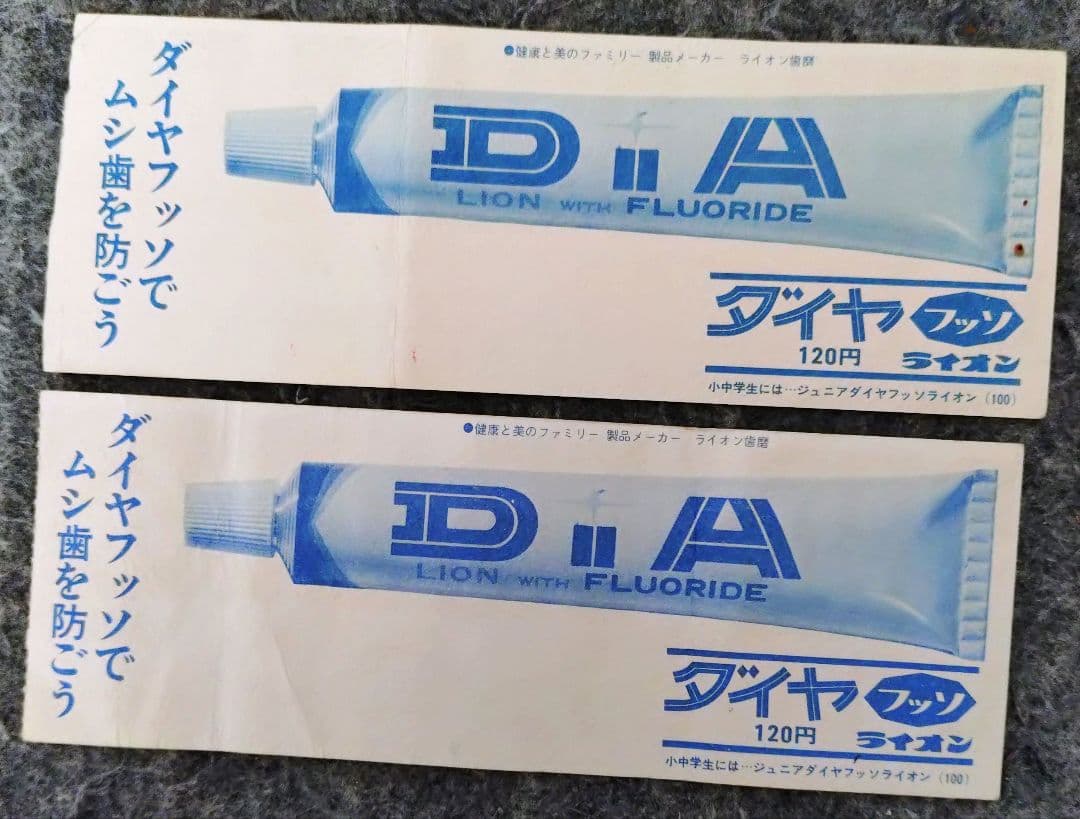 ダイヤフッソで
ムシ歯を防ごう
●健康と美のファミリー 製品メーカー ライオン歯磨
DiA
LION WITH FLUORIDE
ダイヤ フッソ
120円 ライオン
小中学生には…ジュニアダイヤフッソライオン(100)
ダイヤフッソで
ムシ歯を防ごう
●健康と美のファミリー 製品メーカー ライオン歯磨
DiA
LION WITH FLUORIDE
ダイヤ フッソ
120円 ライオン
小中学生には…ジュニアダイヤフッソライオン(100)